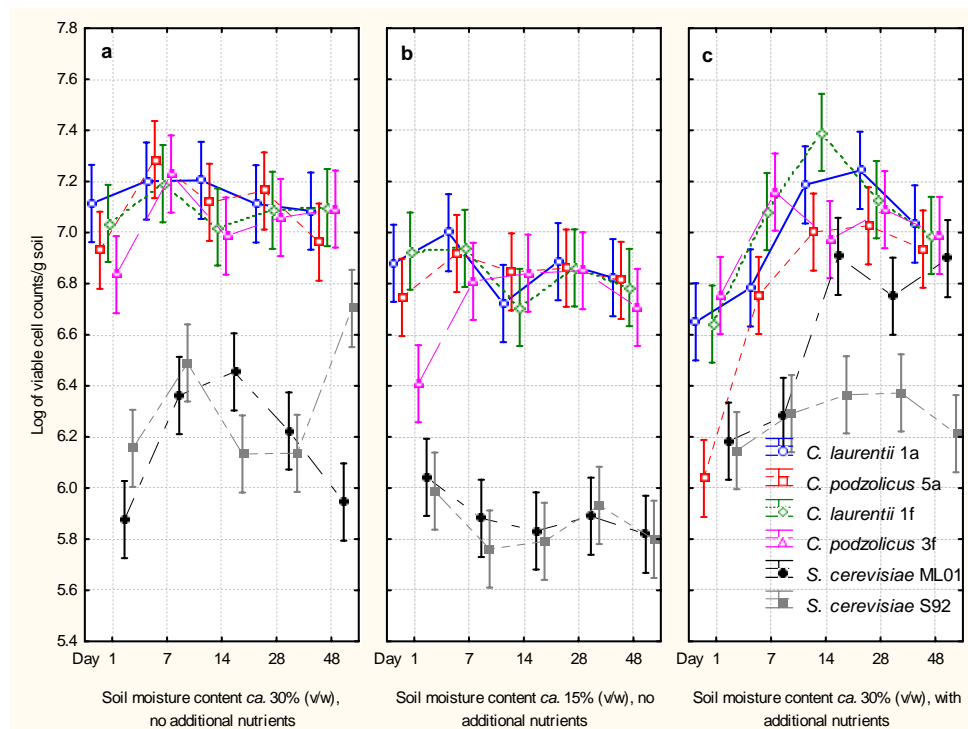 Log of viable cell counts/g soil
7.8
7.6
7.4
7.2
7.0
6.8
6.6
6.4
6.2
6.0
5.8
5.6
5.4
a
Day 1 7 14 28 48
Soil moisture content ca. 30% (v/w),
no additional nutrients
b
Day 1 7 14 28 48
Soil moisture content ca. 15% (v/w), no
additional nutrients
c
C. laurentii 1a
C. podzolicus 5a
C. laurentii 1f
C. podzolicus 3f
S. cerevisiae ML01
S. cerevisiae S92
Day 1 7 14 28 48
Soil moisture content ca. 30% (v/w), with
additional nutrients